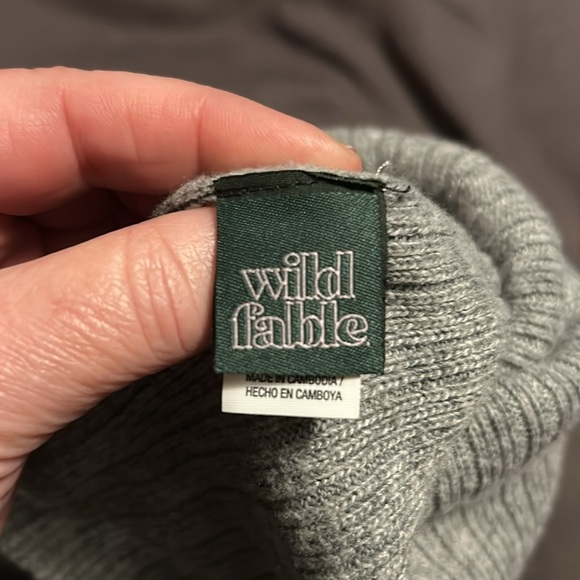 wild
fable.
MADE IN CAMBODIA /
HECHO EN CAMBOYA